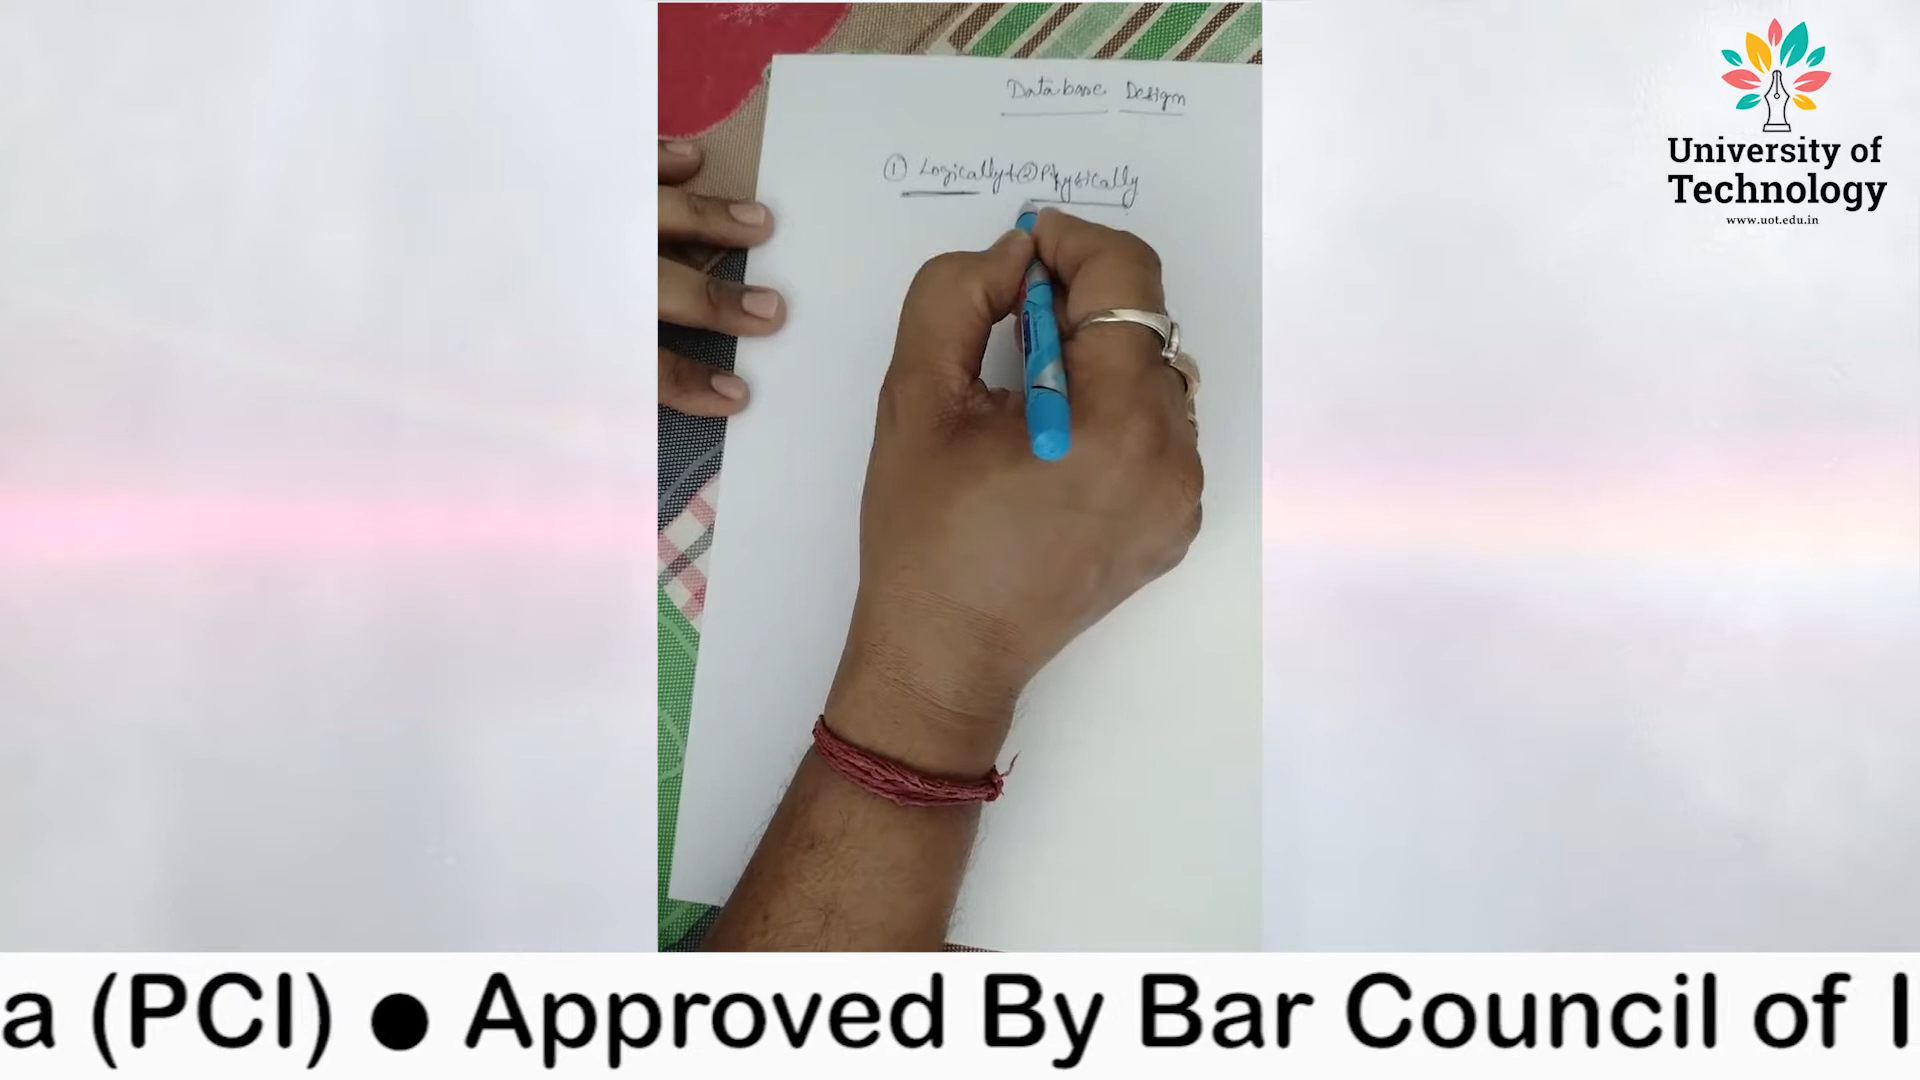 Database Design
① Logically + ② Physically
University of
Technology
www.uot.edu.in
a (PCI) ● Approved By Bar Council of I